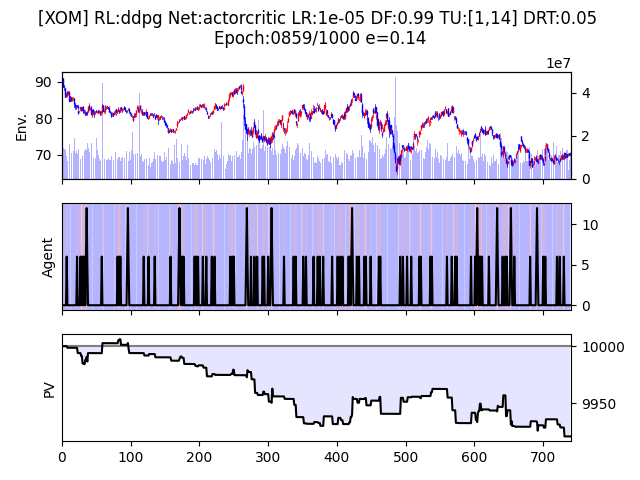 [XOM] RL:ddpg Net:actorcritic LR:1e-05 DF:0.99 TU:[1,14] DRT:0.05
Epoch:0859/1000 e=0.14
1e7
90
80
70
Env.
4
2
0
Agent
10
5
0
PV
10000
9950
0 100 200 300 400 500 600 700